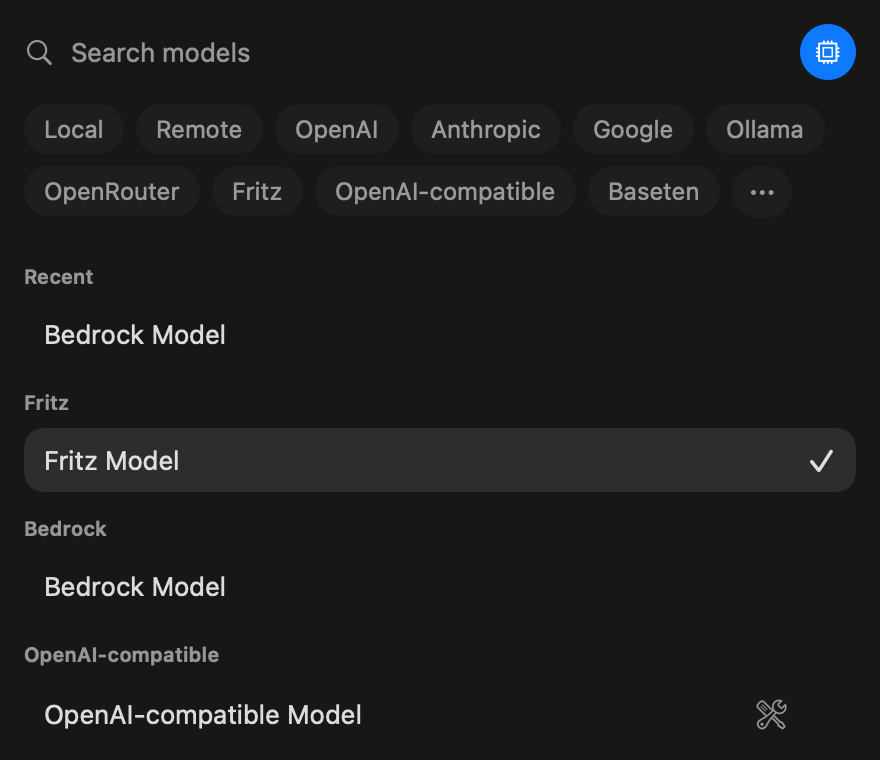 Search models
Local Remote OpenAI Anthropic Google Ollama
OpenRouter Fritz OpenAI-compatible Baseten ···
Recent
Bedrock Model
Fritz
Fritz Model
Bedrock
Bedrock Model
OpenAI-compatible
OpenAI-compatible Model